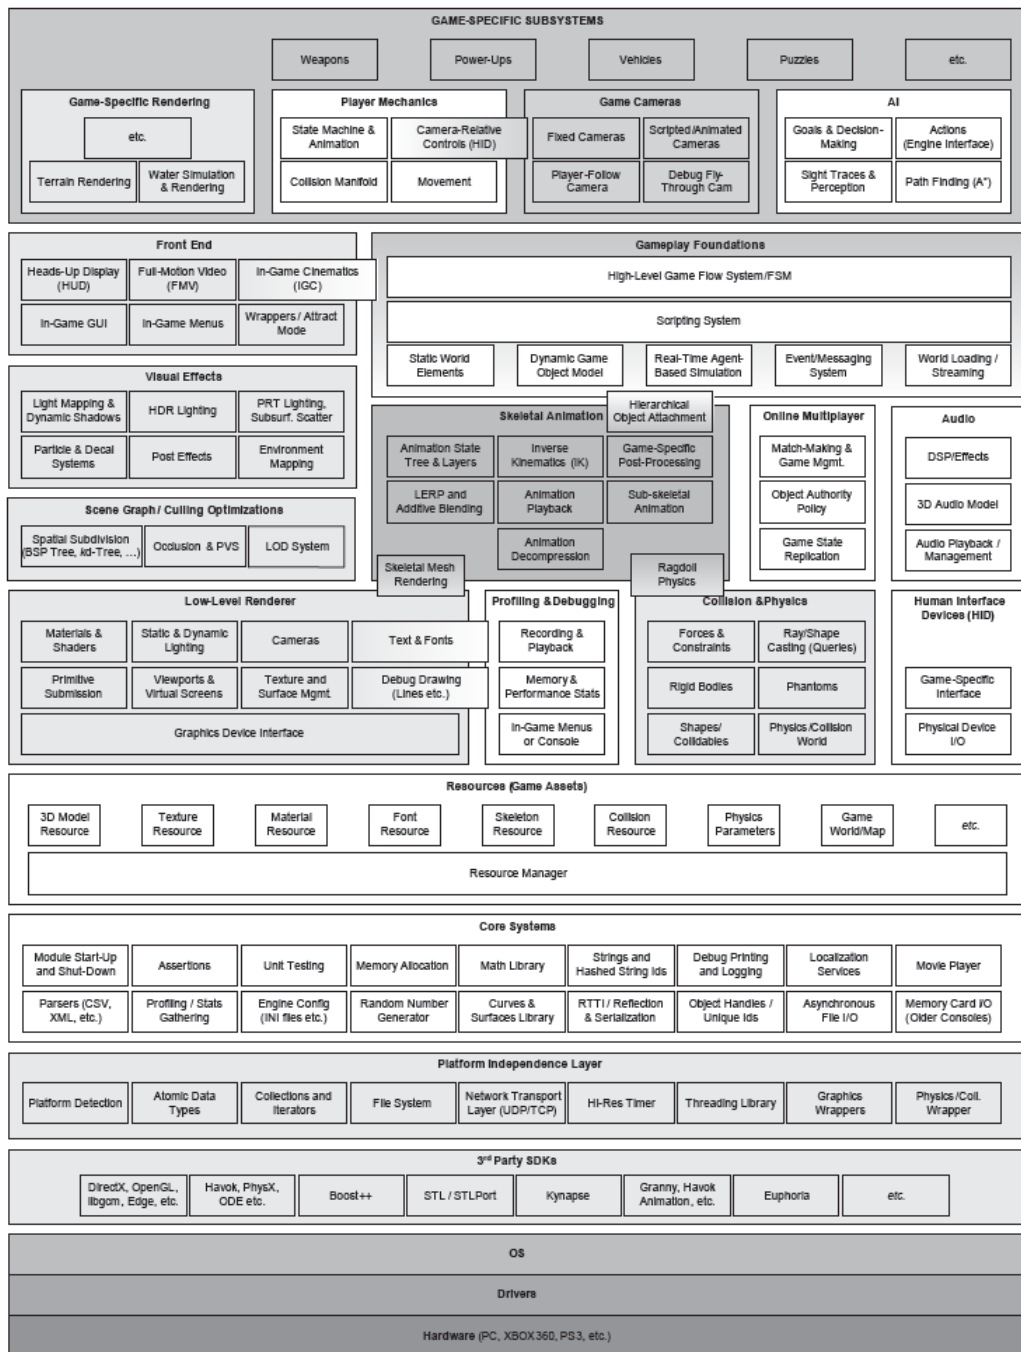 GAME-SPECIFIC SUBSYSTEMS
Weapons
Power-Ups
Vehicles
Puzzles
etc.
Game-Specific Rendering
etc.
Terrain Rendering
Water Simulation
& Rendering
Player Mechanics
State Machine &
Animation
Camera-Relative
Controls (HID)
Collision Manifold
Movement
Game Cameras
Fixed Cameras
Scripted/Animated
Cameras
Player-Follow
Camera
Debug Fly-
Through Cam
AI
Goals & Decision-
Making
Actions
(Engine Interface)
Sight Traces &
Perception
Path Finding (A*)
Front End
Heads-Up Display
(HUD)
Full-Motion Video
(FMV)
In-Game Cinematics
(IGC)
In-Game GUI
In-Game Menus
Wrappers / Attract
Mode
Gameplay Foundations
High-Level Game Flow System/FSM
Scripting System
Static World
Elements
Dynamic Game
Object Model
Real-Time Agent-
Based Simulation
Event/Messaging
System
World Loading /
Streaming
Visual Effects
Light Mapping &
Dynamic Shadows
HDR Lighting
PRT Lighting,
Subsurf. Scatter
Particle & Decal
Systems
Post Effects
Environment
Mapping
Skeletal Animation
Hierarchical
Object Attachment
Animation State
Tree & Layers
Inverse
Kinematics (IK)
Game-Specific
Post-Processing
LERP and
Additive Blending
Animation
Playback
Sub-skeletal
Animation
Animation
Decompression
Skeletal Mesh
Rendering
Ragdoll
Physics
Online Multiplayer
Match-Making &
Game Mgmt.
Object Authority
Policy
Game State
Replication
Audio
DSP/Effects
3D Audio Model
Audio Playback /
Management
Scene Graph / Culling Optimizations
Spatial Subdivision
(BSP Tree, kd-Tree, …)
Occlusion & PVS
LOD System
Low-Level Renderer
Materials &
Shaders
Static & Dynamic
Lighting
Cameras
Text & Fonts
Primitive
Submission
Viewports &
Virtual Screens
Texture and
Surface Mgmt.
Debug Drawing
(Lines etc.)
Graphics Device Interface
Profiling & Debugging
Recording &
Playback
Memory &
Performance Stats
In-Game Menus
or Console
Collision & Physics
Forces &
Constraints
Ray/Shape
Casting (Queries)
Rigid Bodies
Phantoms
Shapes/
Collidables
Physics/Collision
World
Human Interface
Devices (HID)
Game-Specific
Interface
Physical Device
I/O
Resources (Game Assets)
3D Model
Resource
Texture
Resource
Material
Resource
Font
Resource
Skeleton
Resource
Collision
Resource
Physics
Parameters
Game
World/Map
etc.
Resource Manager
Core Systems
Module Start-Up
and Shut-Down
Assertions
Unit Testing
Memory Allocation
Math Library
Strings and
Hashed String Ids
Debug Printing
and Logging
Localization
Services
Movie Player
Parsers (CSV,
XML, etc.)
Profiling / Stats
Gathering
Engine Config
(INI files etc.)
Random Number
Generator
Curves &
Surfaces Library
RTTI / Reflection
& Serialization
Object Handles /
Unique Ids
Asynchronous
File I/O
Memory Card I/O
(Older Consoles)
Platform Independence Layer
Platform Detection
Atomic Data
Types
Collections and
Iterators
File System
Network Transport
Layer (UDP/TCP)
Hi-Res Timer
Threading Library
Graphics
Wrappers
Physics/Coll.
Wrapper
3rd Party SDKs
DirectX, OpenGL,
libgcm, Edge, etc.
Havok, PhysX,
ODE etc.
Boost++
STL / STLPort
Kynapse
Granny, Havok
Animation, etc.
Euphoria
etc.
OS
Drivers
Hardware (PC, XBOX360, PS3, etc.)